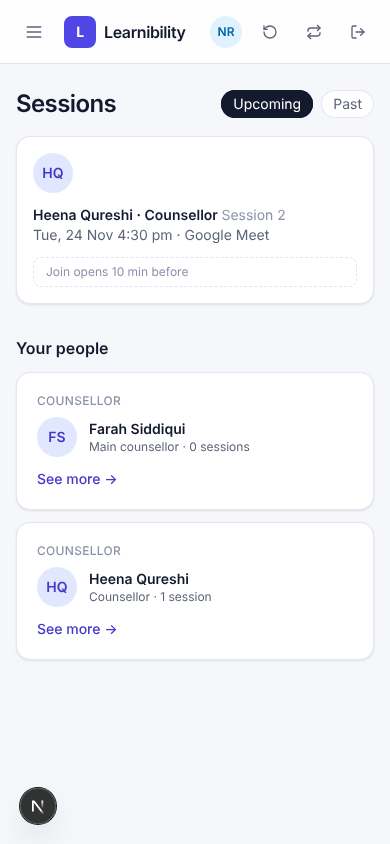 L Learnibility NR
Sessions Upcoming Past
HQ
Heena Qureshi · Counsellor Session 2
Tue, 24 Nov 4:30 pm · Google Meet
Join opens 10 min before
Your people
COUNSELLOR
FS Farah Siddiqui
Main counsellor · 0 sessions
See more →
COUNSELLOR
HQ Heena Qureshi
Counsellor · 1 session
See more →
N